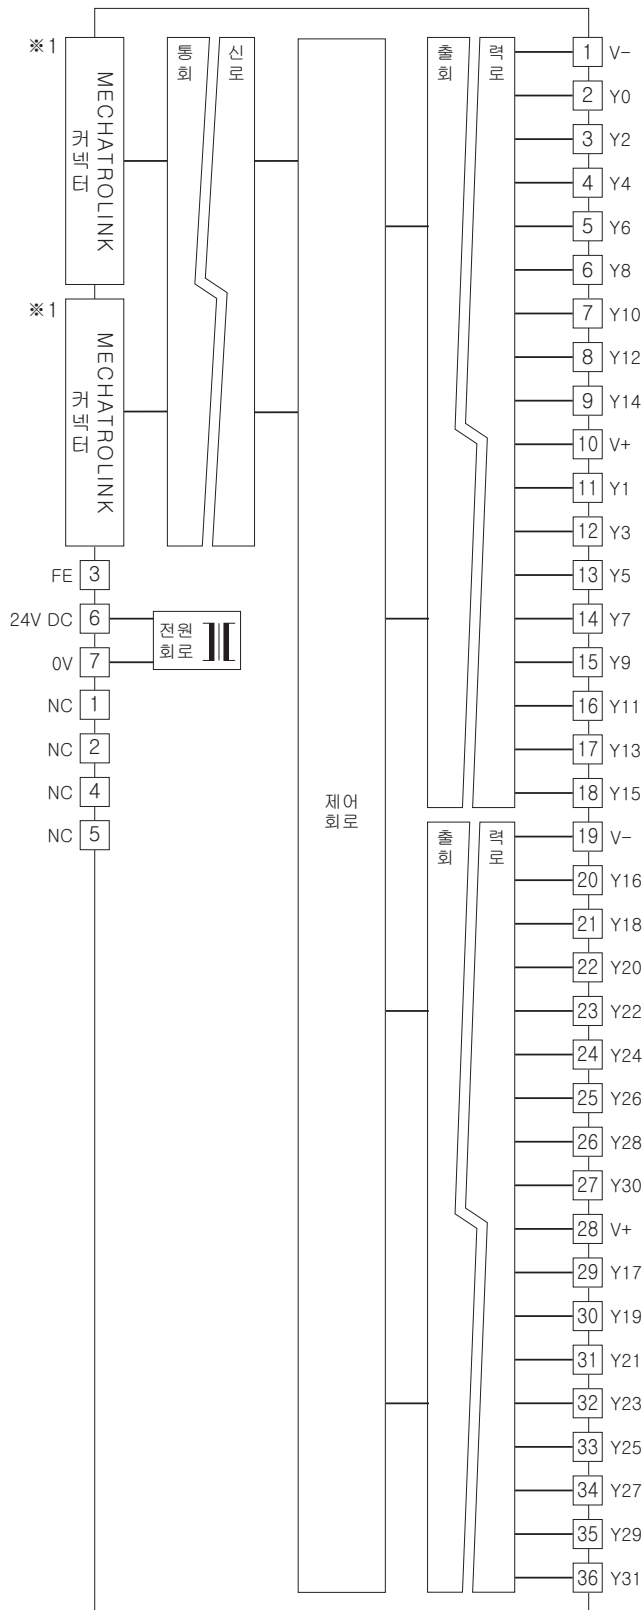 ※1
MECHATROLINK
커넥터
※1
MECHATROLINK
커넥터
통신
회로
FE 3
24V DC 6
0V 7
NC 1
NC 2
NC 4
NC 5
전원
회로
제어
회로
출력
회로
출력
회로
1 V−
2 Y0
3 Y2
4 Y4
5 Y6
6 Y8
7 Y10
8 Y12
9 Y14
10 V+
11 Y1
12 Y3
13 Y5
14 Y7
15 Y9
16 Y11
17 Y13
18 Y15
19 V−
20 Y16
21 Y18
22 Y20
23 Y22
24 Y24
25 Y26
26 Y28
27 Y30
28 V+
29 Y17
30 Y19
31 Y21
32 Y23
33 Y25
34 Y27
35 Y29
36 Y31